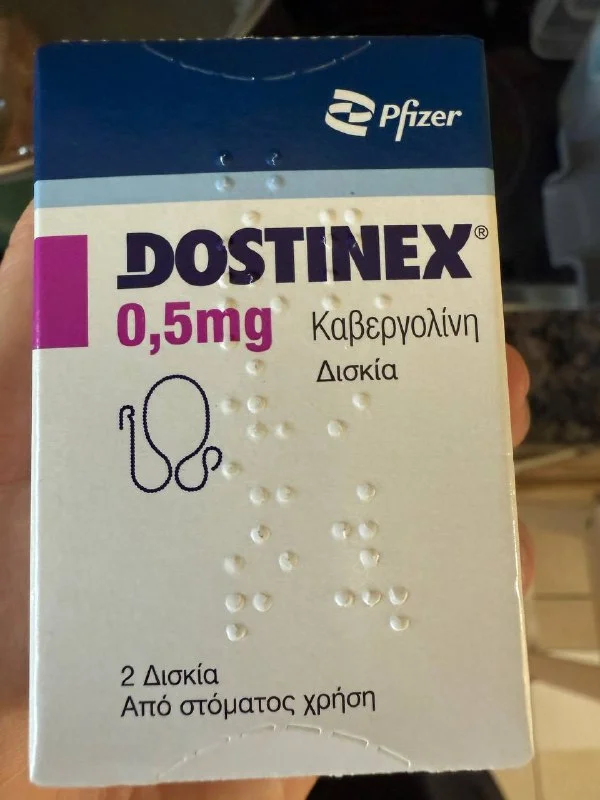 Pfizer
DOSTINEX®
0,5mg Καβεργολίνη
Δισκία
2 Δισκία
Από στόματος χρήση